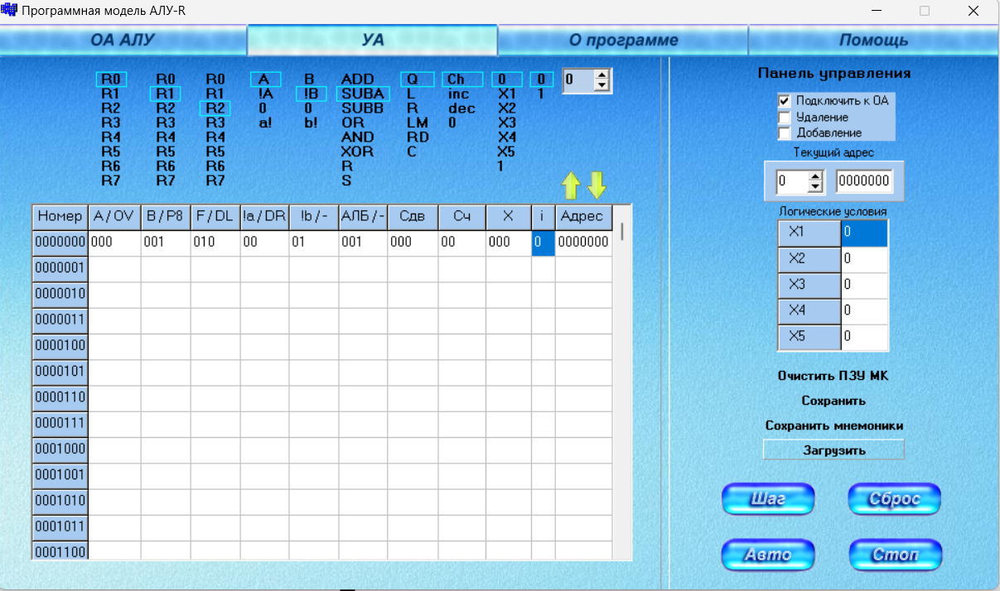 Программная модель АЛУ-R
ОА АЛУ УА О программе Помощь
R0 R0 R0 A B ADD Q Ch 0 0 0
R1 R1 R1 !A !B SUBA L inc X1 1
R2 R2 R2 0 0 SUBB R dec X2
R3 R3 R3 a! b! OR LM 0 X3
R4 R4 R4 AND RD X4
R5 R5 R5 XOR C X5
R6 R6 R6 R 1
R7 R7 R7 S
Номер A/OV B/P8 F/DL !a/DR !b/- АЛБ/- Сдв Сч X i Адрес
0000000 000 001 010 00 01 001 000 00 000 0 0000000
0000001
0000010
0000011
0000100
0000101
0000110
0000111
0001000
0001001
0001010
0001011
0001100
Панель управления
Подключить к ОА
Удаление
Добавление
Текущий адрес
0 0000000
Логические условия
X1 0
X2 0
X3 0
X4 0
X5 0
Очистить ПЗУ МК
Сохранить
Сохранить мнемоники
Загрузить
Шаг Сброс
Авто Стоп